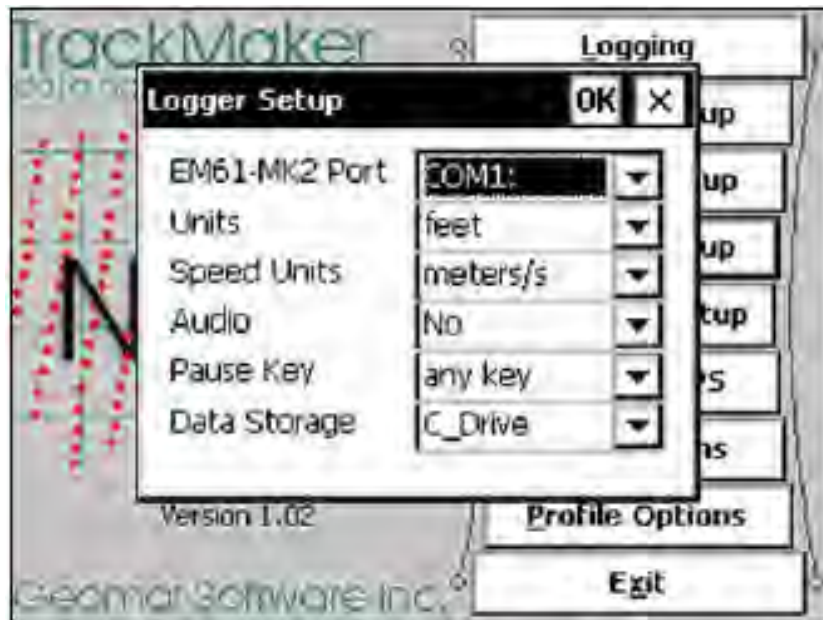 TrackMaker
Logging
Logger Setup OK ×
up
EM61-MK2 Port COM1:
up
Units feet
up
Speed Units meters/s
Audio No
tup
Pause Key any key
S
Data Storage C_Drive
ns
N
Version 1.02
Profile Options
Geomar Software Inc.
Exit